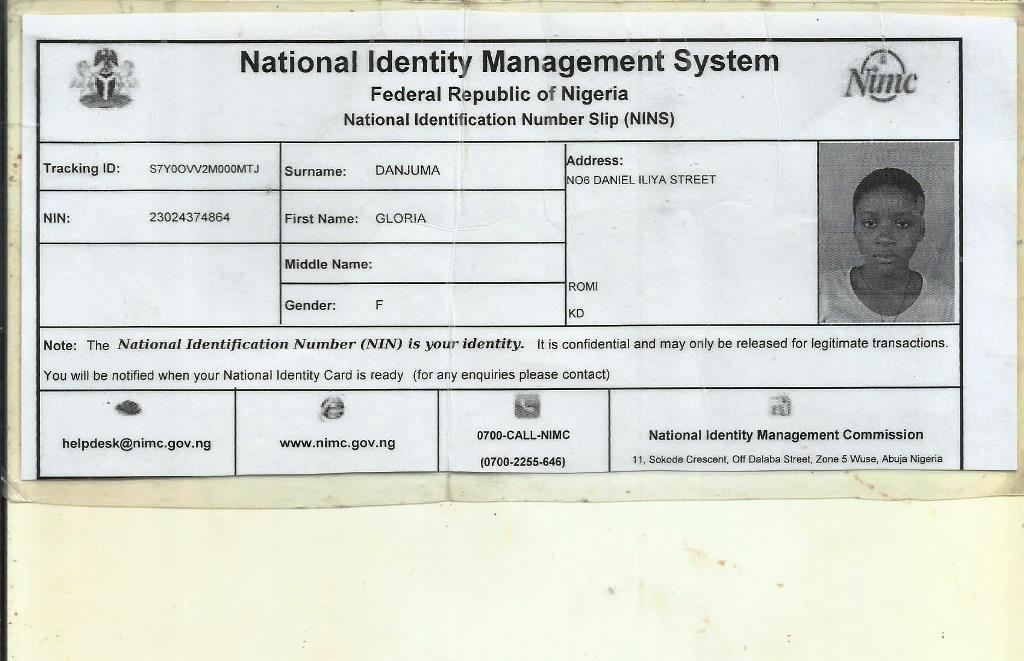 National Identity Management System
Federal Republic of Nigeria
National Identification Number Slip (NINS)
Nimc
Tracking ID: S7Y0OVV2M000MTJ
Surname: DANJUMA
Address:
NO6 DANIEL ILIYA STREET
NIN: 23024374864
First Name: GLORIA
Middle Name:
ROMI
Gender: F
KD
Note: The National Identification Number (NIN) is your identity. It is confidential and may only be released for legitimate transactions.
You will be notified when your National Identity Card is ready (for any enquiries please contact)
helpdesk@nimc.gov.ng
www.nimc.gov.ng
0700-CALL-NIMC
(0700-2255-646)
National Identity Management Commission
11, Sokode Crescent, Off Dalaba Street, Zone 5 Wuse, Abuja Nigeria